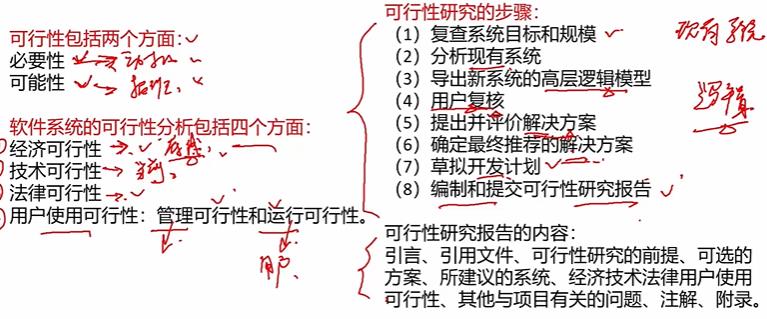 可行性包括两个方面：
必要性
可能性
软件系统的可行性分析包括四个方面：
经济可行性
技术可行性
法律可行性
用户使用可行性：管理可行性和运行可行性。
用户
可行性研究的步骤：
（1）复查系统目标和规模
（2）分析现有系统
（3）导出新系统的高层逻辑模型
（4）用户复核
（5）提出并评价解决方案
（6）确定最终推荐的解决方案
（7）草拟开发计划
（8）编制和提交可行性研究报告
现有系统
可行性研究报告的内容：
引言、引用文件、可行性研究的前提、可选的
方案、所建议的系统、经济技术法律用户使用
可行性、其他与项目有关的问题、注解、附录。